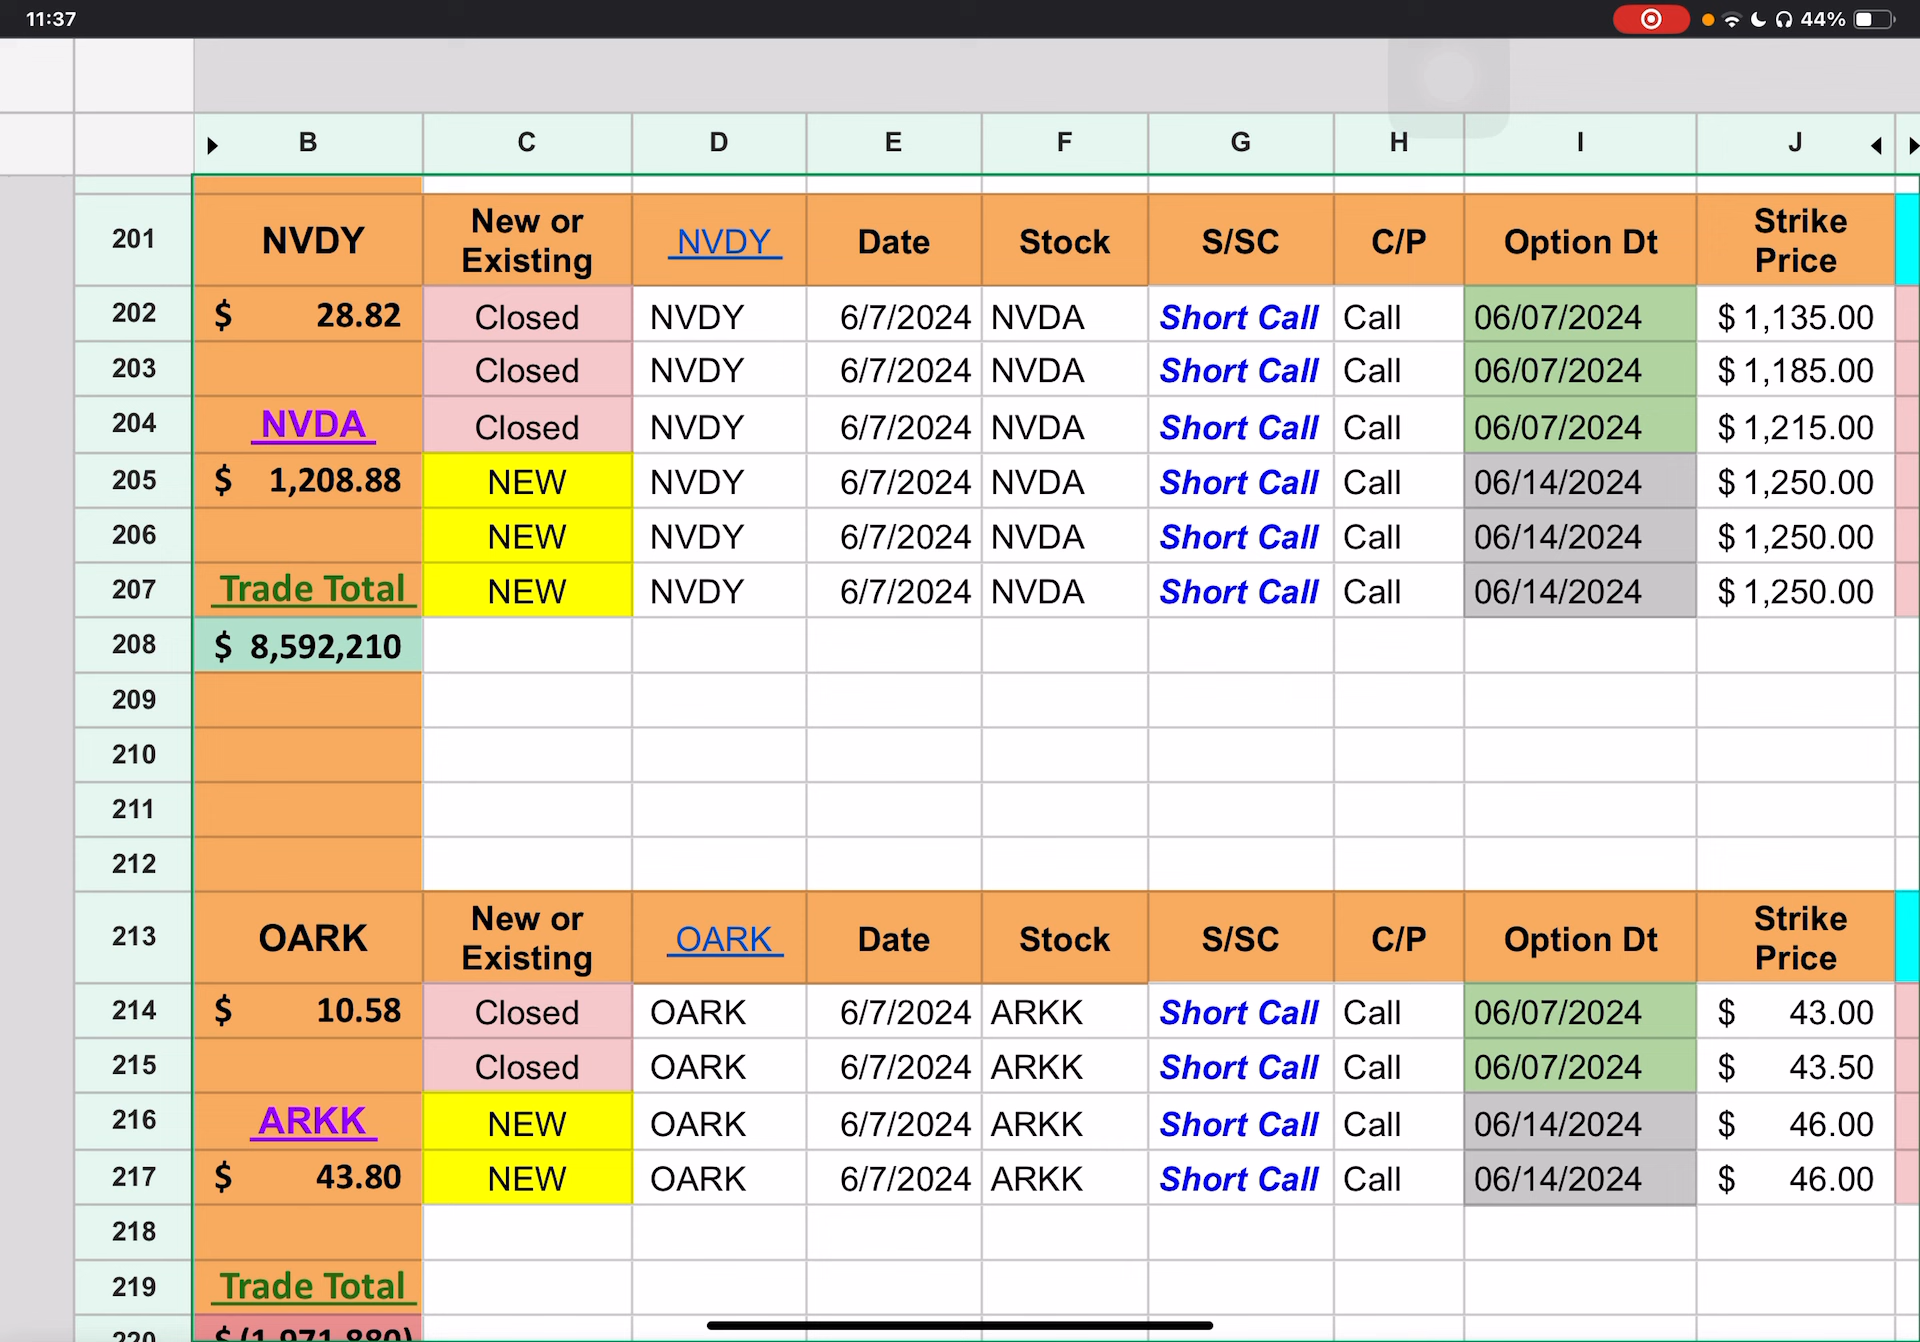 11:37
44%
B C D E F G H I J
201 NVDY New or Existing NVDY Date Stock S/SC C/P Option Dt Strike Price
202 $ 28.82 Closed NVDY 6/7/2024 NVDA Short Call Call 06/07/2024 $ 1,135.00
203 Closed NVDY 6/7/2024 NVDA Short Call Call 06/07/2024 $ 1,185.00
204 NVDA Closed NVDY 6/7/2024 NVDA Short Call Call 06/07/2024 $ 1,215.00
205 $ 1,208.88 NEW NVDY 6/7/2024 NVDA Short Call Call 06/14/2024 $ 1,250.00
206 NEW NVDY 6/7/2024 NVDA Short Call Call 06/14/2024 $ 1,250.00
207 Trade Total NEW NVDY 6/7/2024 NVDA Short Call Call 06/14/2024 $ 1,250.00
208 $ 8,592,210
209
210
211
212
213 OARK New or Existing OARK Date Stock S/SC C/P Option Dt Strike Price
214 $ 10.58 Closed OARK 6/7/2024 ARKK Short Call Call 06/07/2024 $ 43.00
215 Closed OARK 6/7/2024 ARKK Short Call Call 06/07/2024 $ 43.50
216 ARKK NEW OARK 6/7/2024 ARKK Short Call Call 06/14/2024 $ 46.00
217 $ 43.80 NEW OARK 6/7/2024 ARKK Short Call Call 06/14/2024 $ 46.00
218
219 Trade Total
220 $ (1,971,880)